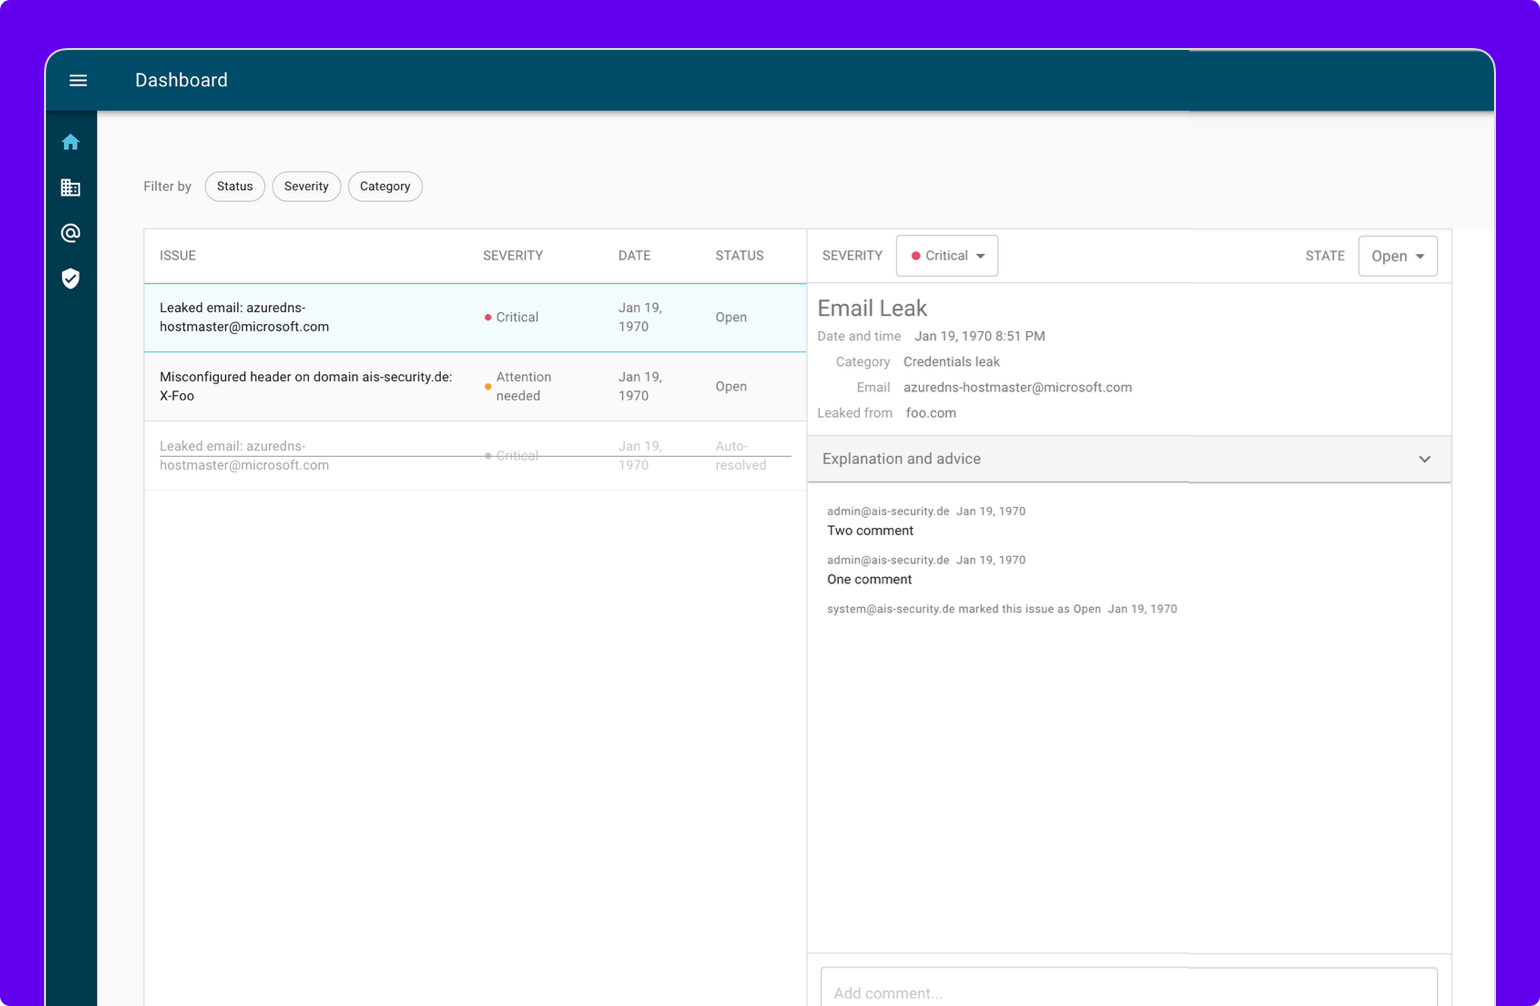 Dashboard
Filter by Status Severity Category
ISSUE SEVERITY DATE STATUS
Leaked email: azuredns-
hostmaster@microsoft.com
Critical
Jan 19,
1970
Open
Misconfigured header on domain ais-security.de:
X-Foo
Attention
needed
Jan 19,
1970
Open
Leaked email: azuredns-
hostmaster@microsoft.com
Critical
Jan 19,
1970
Auto-
resolved
SEVERITY Critical STATE Open
Email Leak
Date and time Jan 19, 1970 8:51 PM
Category Credentials leak
Email azuredns-hostmaster@microsoft.com
Leaked from foo.com
Explanation and advice
admin@ais-security.de Jan 19, 1970
Two comment
admin@ais-security.de Jan 19, 1970
One comment
system@ais-security.de marked this issue as Open Jan 19, 1970
Add comment...